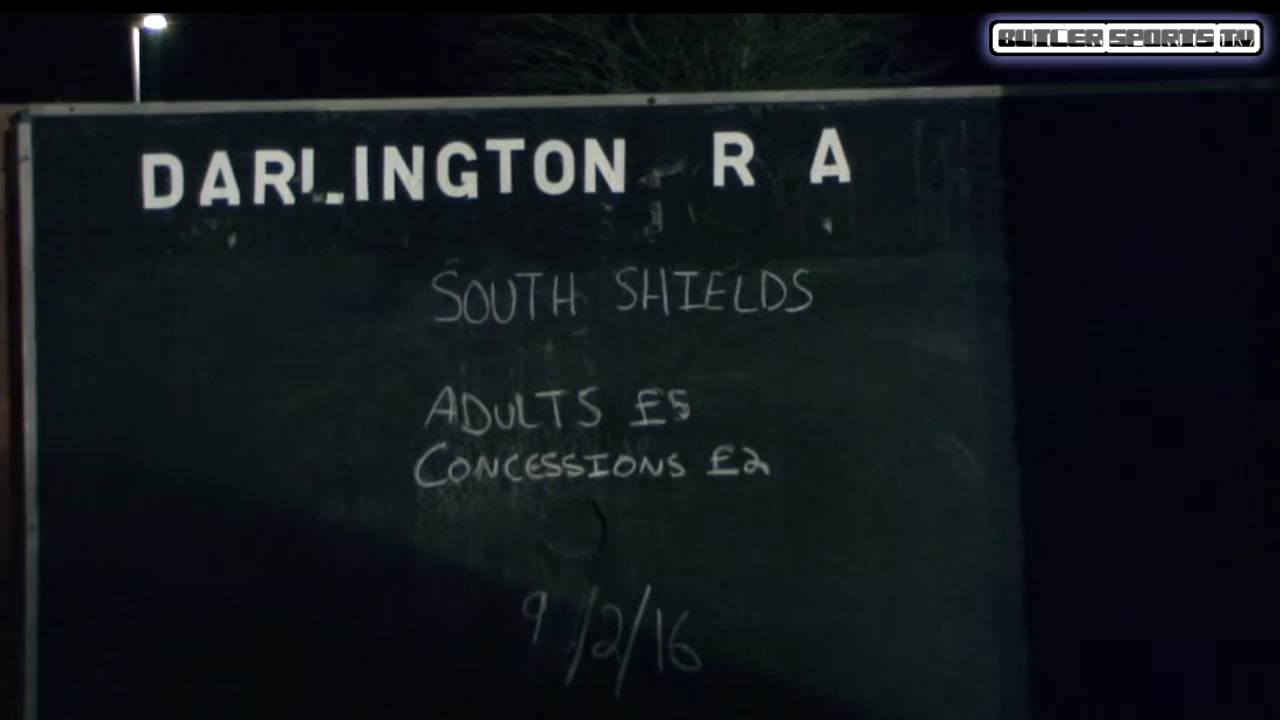 BUTLER SPORTS TV
DARLINGTON R A
SOUTH SHIELDS
ADULTS £5
CONCESSIONS £2
9/2/16